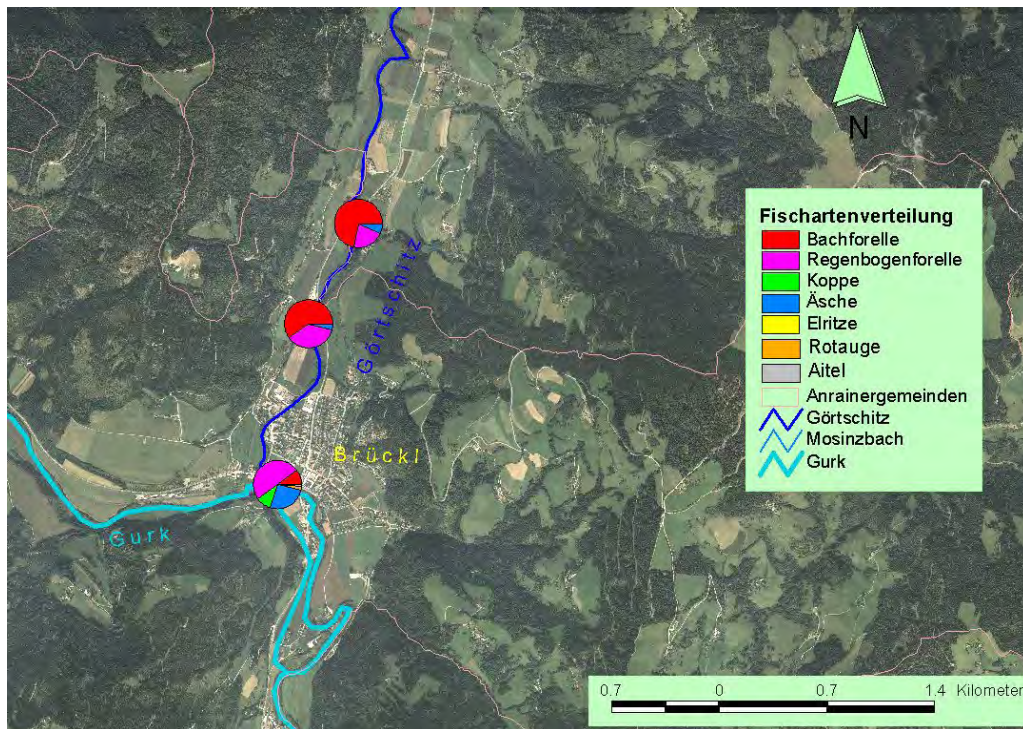 N
Fischartenverteilung
Bachforelle
Regenbogenforelle
Koppe
Äsche
Elritze
Rotauge
Aitel
Anrainergemeinden
Görtschitz
Mosinzbach
Gurk
Görtschitz
Brückl
Gurk
0.7 0 0.7 1.4 Kilometer